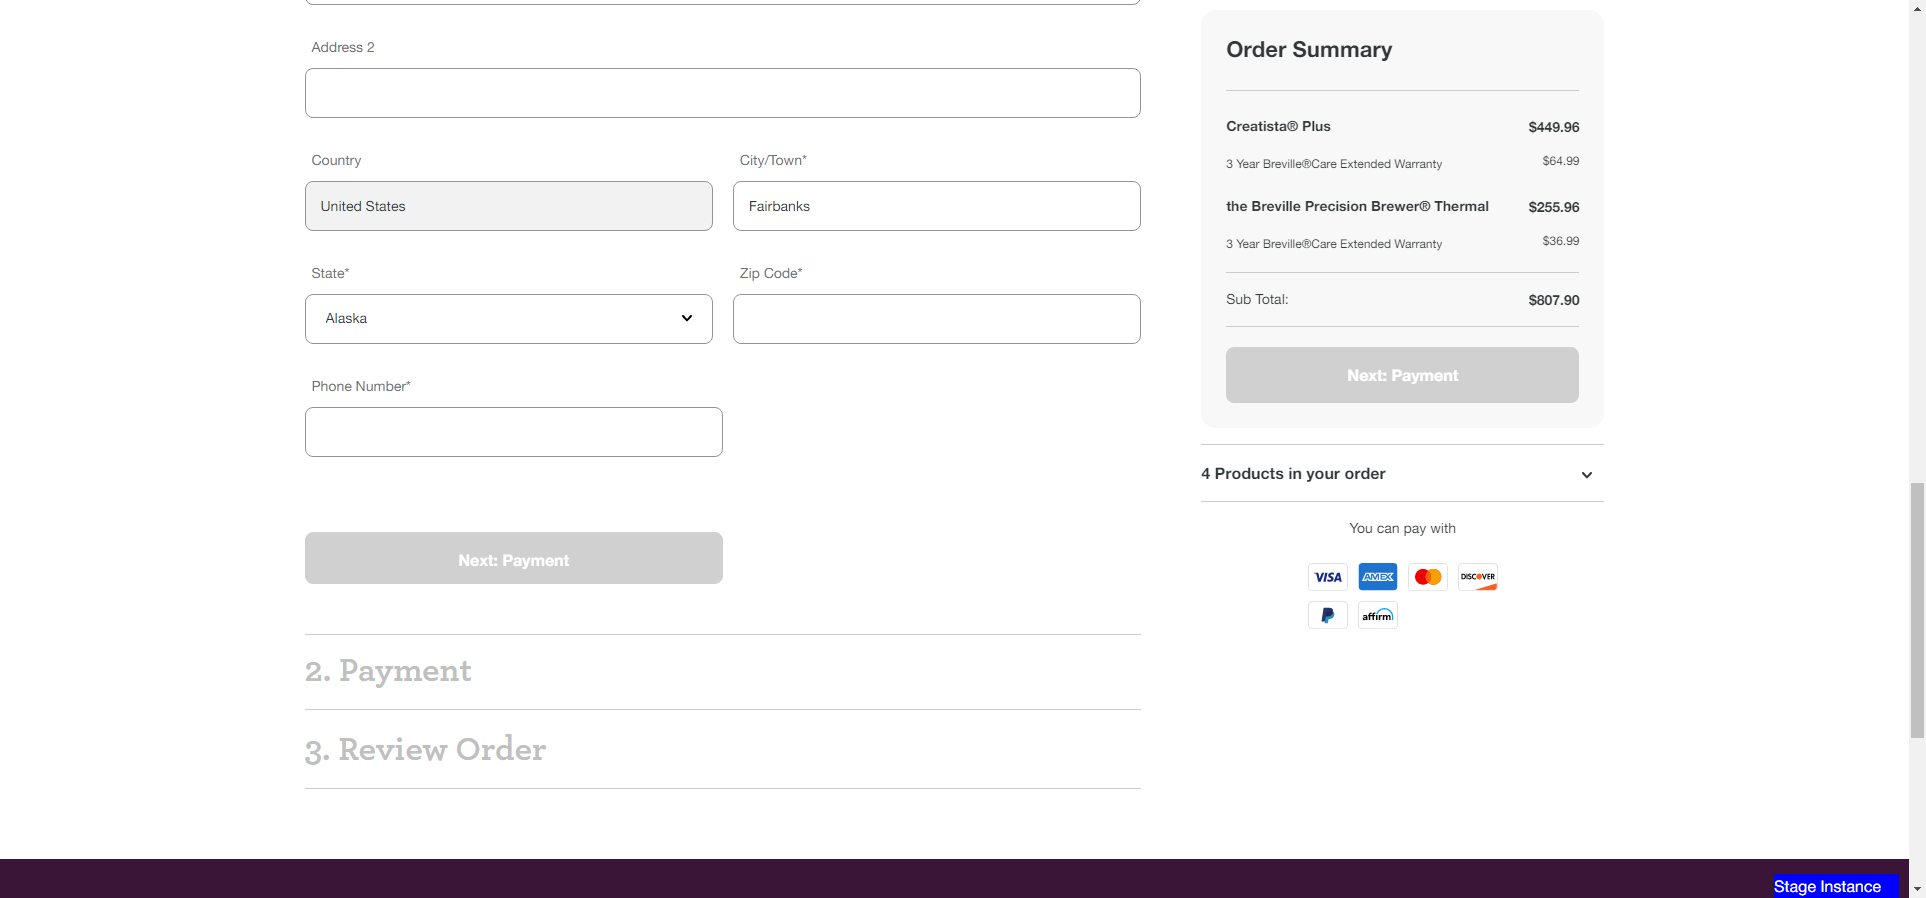 Address 2
Country
City/Town*
United States
Fairbanks
State*
Zip Code*
Alaska
Phone Number*
Next: Payment
2. Payment
3. Review Order
Order Summary
Creatista® Plus $449.96
3 Year Breville®Care Extended Warranty $64.99
the Breville Precision Brewer® Thermal $255.96
3 Year Breville®Care Extended Warranty $36.99
Sub Total: $807.90
Next: Payment
4 Products in your order
You can pay with
VISA AMEX DISCOVER
affirm
Stage Instance